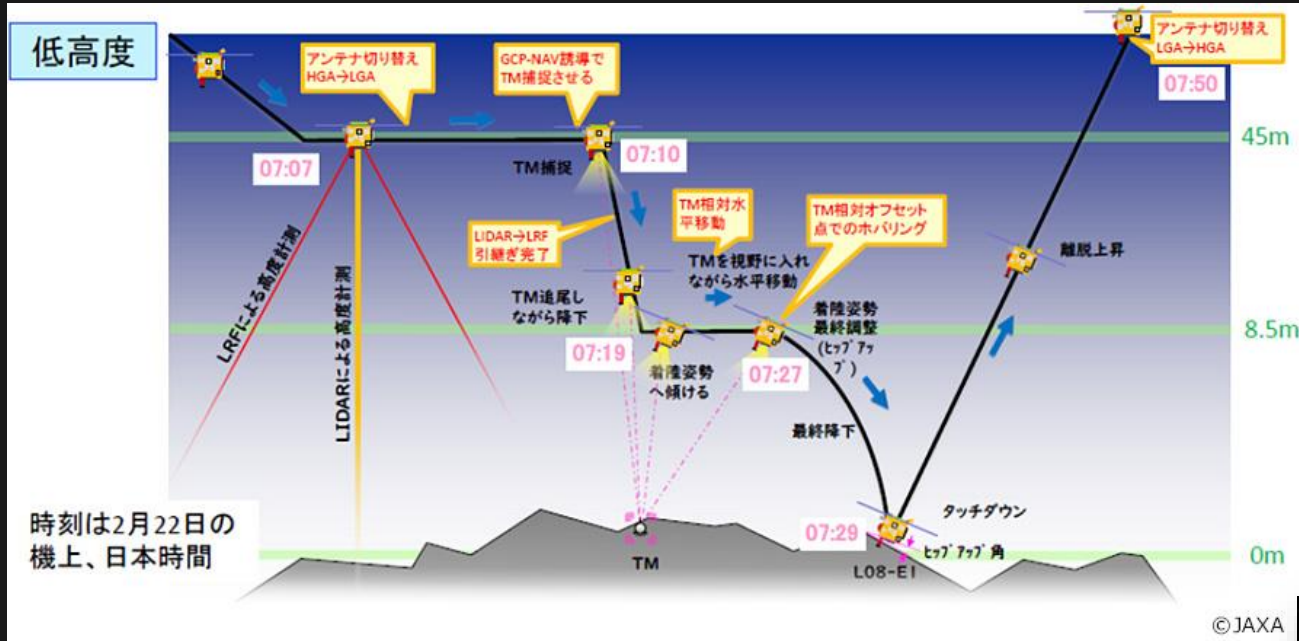 低高度
アンテナ切り替え
HGA→LGA
GCP-NAV誘導で
TM捕捉させる
アンテナ切り替え
LGA→HGA
07:50
45m
07:07
TM捕捉
07:10
LRFによる高度計測
LIDARによる高度計測
LIDAR→LRF
引継ぎ完了
TM相対水
平移動
TM相対オフセット
点でのホバリング
TMを視野に入れ
ながら水平移動
離脱上昇
TM追尾し
ながら降下
着陸姿勢
最終調整
(ヒップアッ
プ)
8.5m
07:19
着陸姿勢
へ傾ける
07:27
最終降下
時刻は2月22日の
機上、日本時間
TM
07:29
タッチダウン
ヒップアップ角
L08-E1
0m
©JAXA